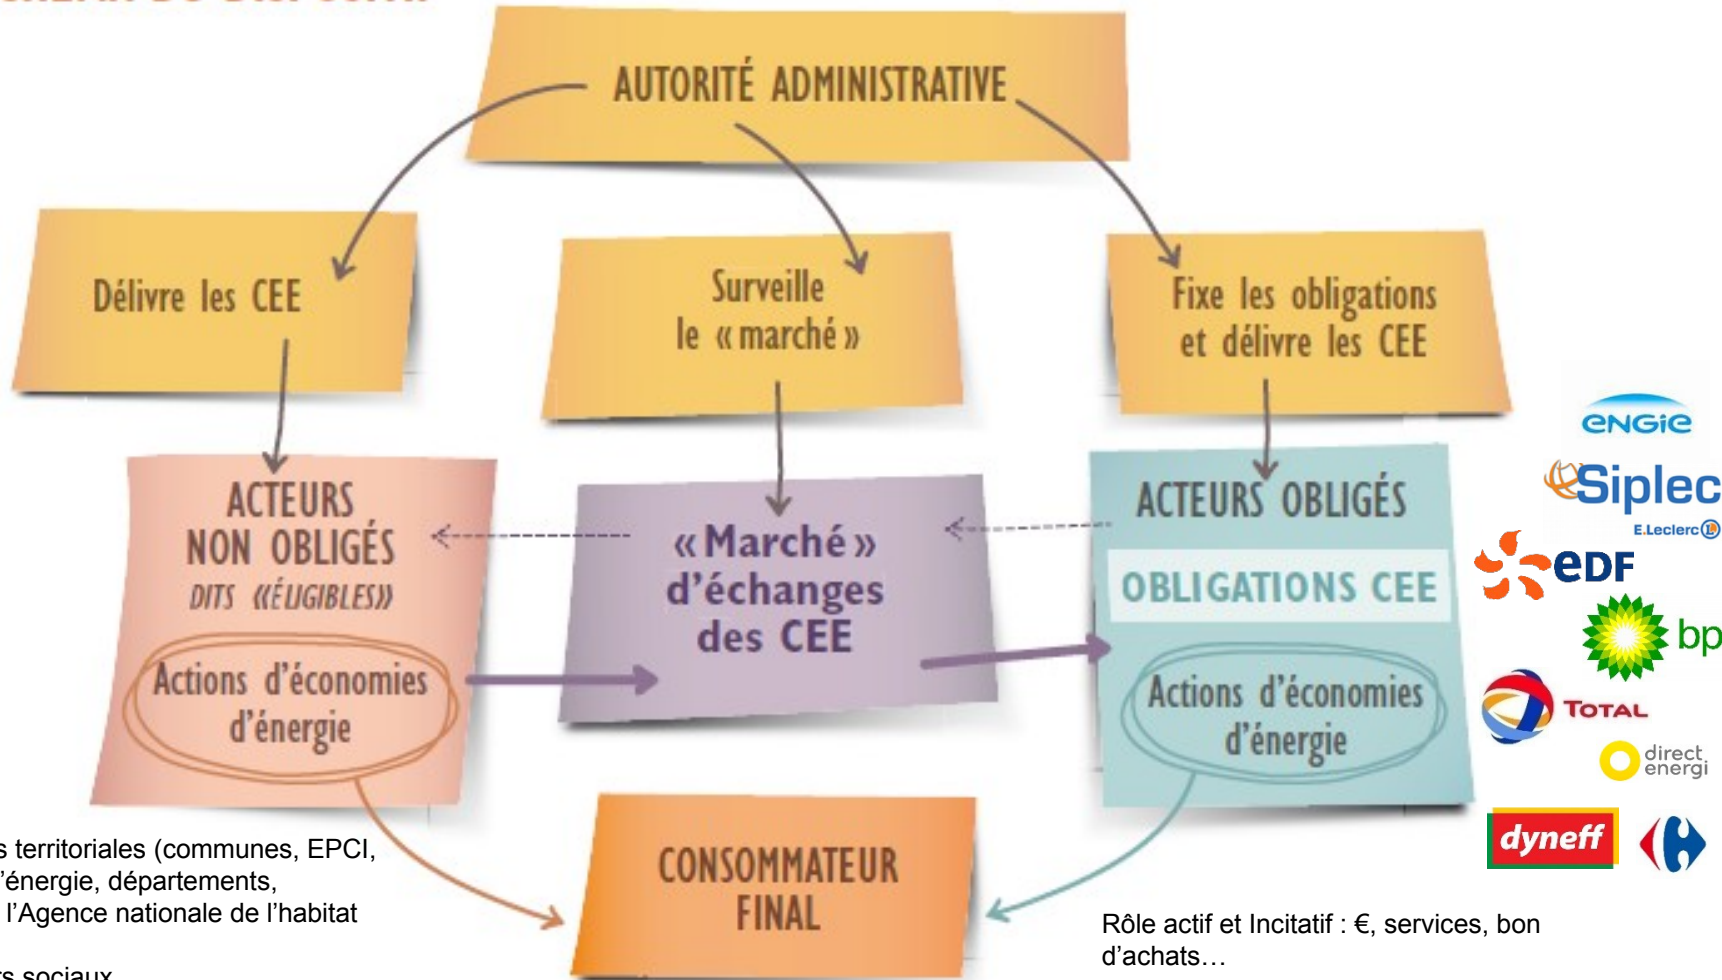 AUTORITÉ ADMINISTRATIVE
Délivre les CEE
Surveille
le « marché »
Fixe les obligations
et délivre les CEE
ACTEURS
NON OBLIGÉS
DITS «ÉLIGIBLES»
Actions d'économies
d'énergie
« Marché »
d'échanges
des CEE
ACTEURS OBLIGÉS
OBLIGATIONS CEE
Actions d'économies
d'énergie
ENGIE
Siplec
E.Leclerc
eDF
bp
TOTAL
direct
energi
dyneff
territoriales (communes, EPCI,
d'énergie, départements,
l'Agence nationale de l'habitat
sociaux
CONSOMMATEUR
FINAL
Rôle actif et Incitatif : €, services, bon
d'achats…